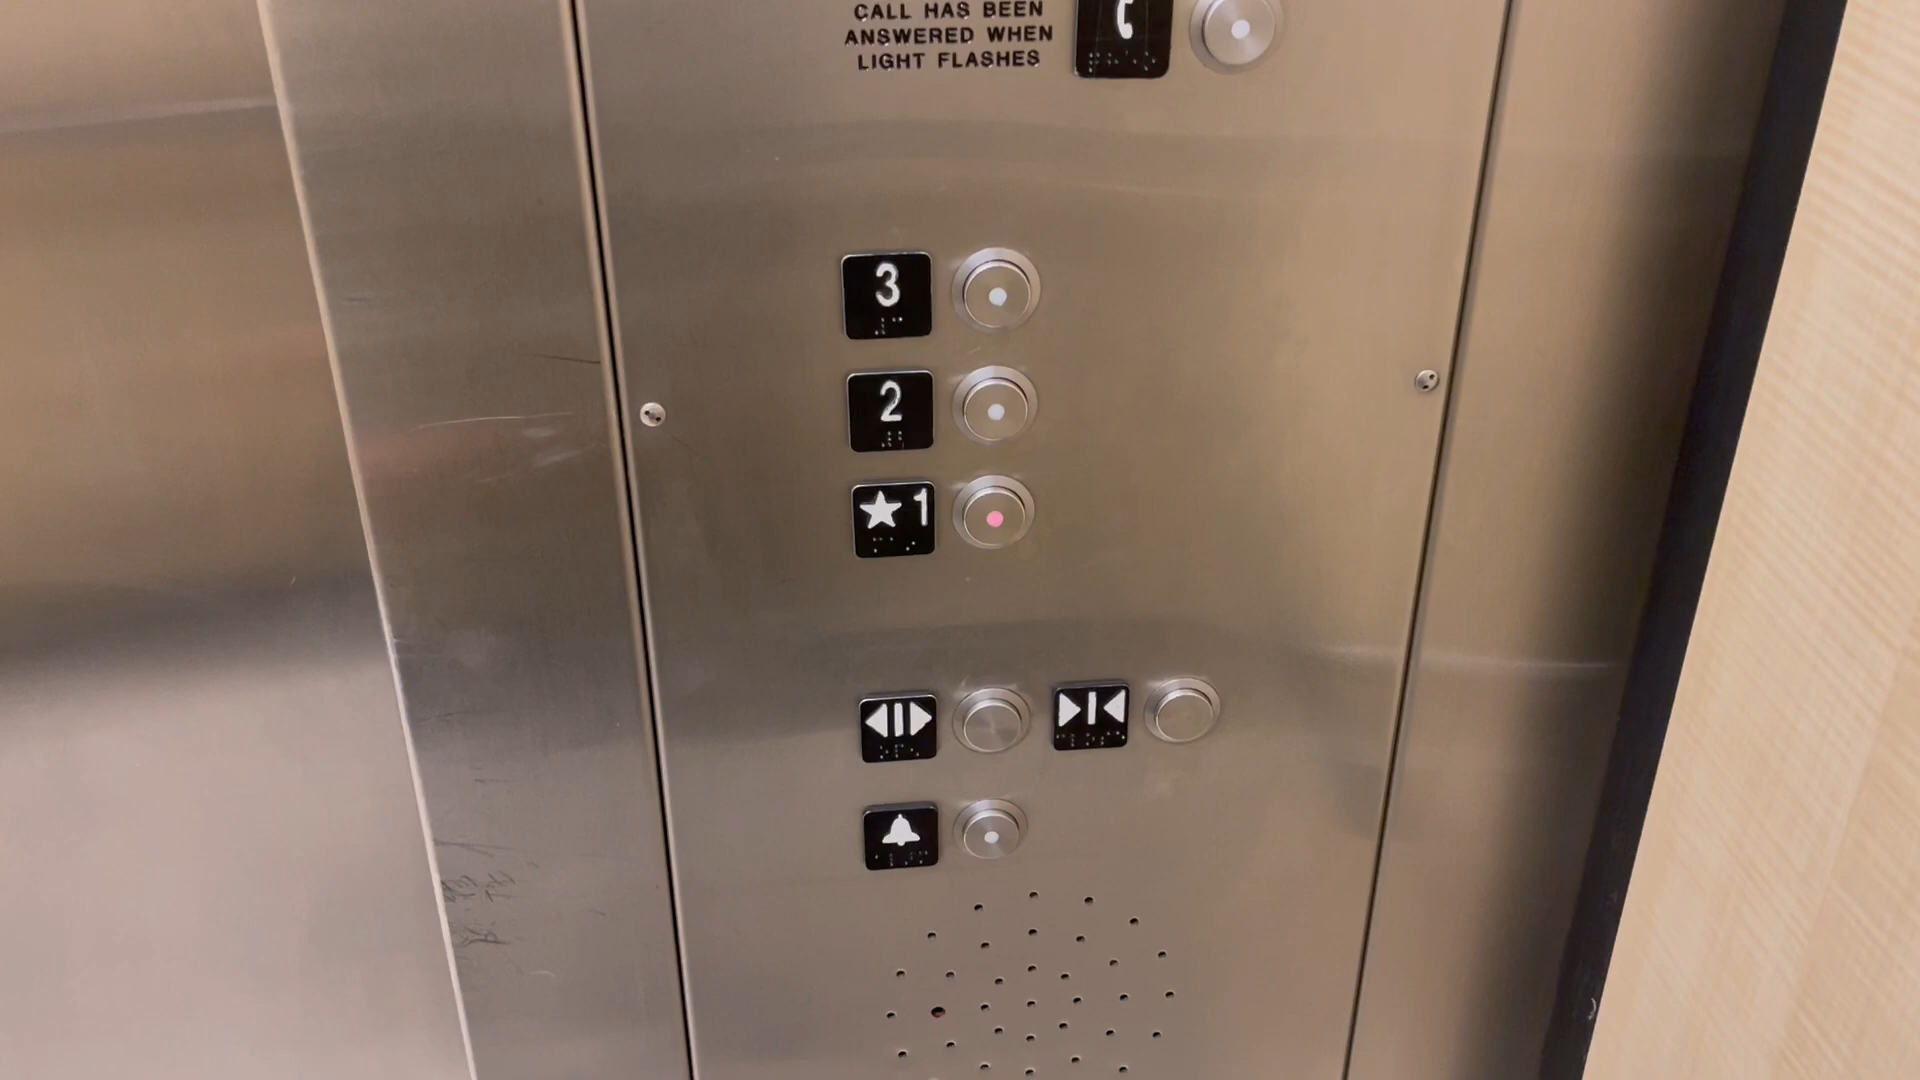 CALL HAS BEEN
ANSWERED WHEN
LIGHT FLASHES
3
2
★1